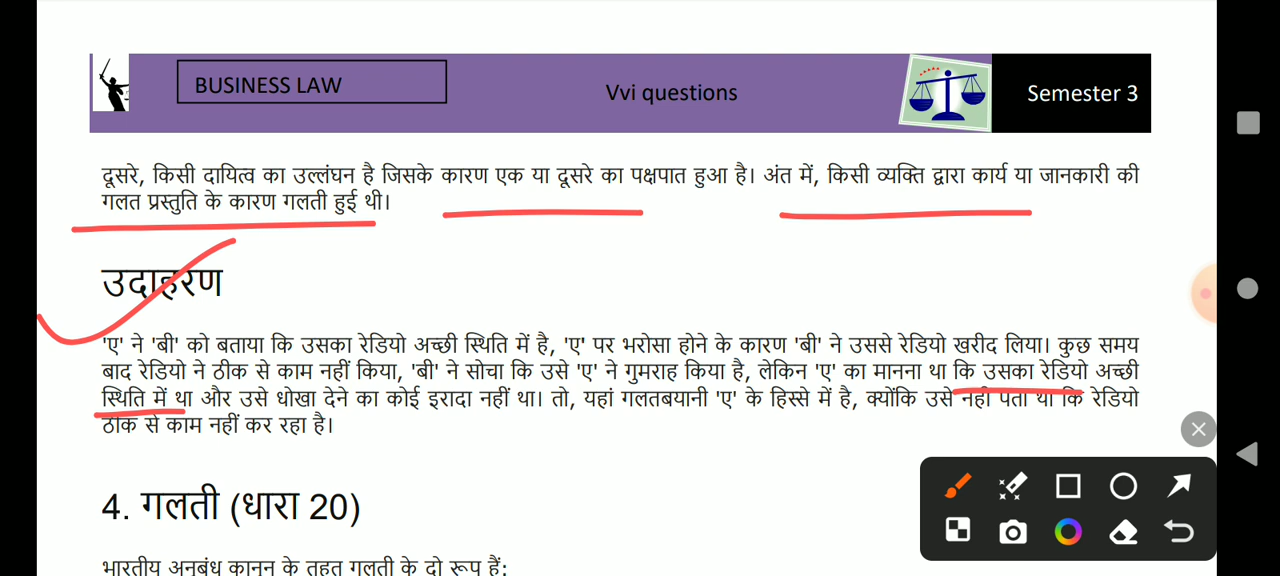 BUSINESS LAW
Vvi questions
Semester 3
दूसरे, किसी दायित्व का उल्लंघन है जिसके कारण एक या दूसरे का पक्षपात हुआ है। अंत में, किसी व्यक्ति द्वारा कार्य या जानकारी की
गलत प्रस्तुति के कारण गलती हुई थी।
उदाहरण
'ए' ने 'बी' को बताया कि उसका रेडियो अच्छी स्थिति में है, 'ए' पर भरोसा होने के कारण 'बी' ने उससे रेडियो खरीद लिया। कुछ समय
बाद रेडियो ने ठीक से काम नहीं किया, 'बी' ने सोचा कि उसे 'ए' ने गुमराह किया है, लेकिन 'ए' का मानना था कि उसका रेडियो अच्छी
स्थिति में था और उसे धोखा देने का कोई इरादा नहीं था। तो, यहां गलतबयानी 'ए' के हिस्से में है, क्योंकि उसे नहीं पता था कि रेडियो
ठीक से काम नहीं कर रहा है।
4. गलती (धारा 20)
भारतीय अनुबंध कानून के तहत गलती के दो रूप हैं: